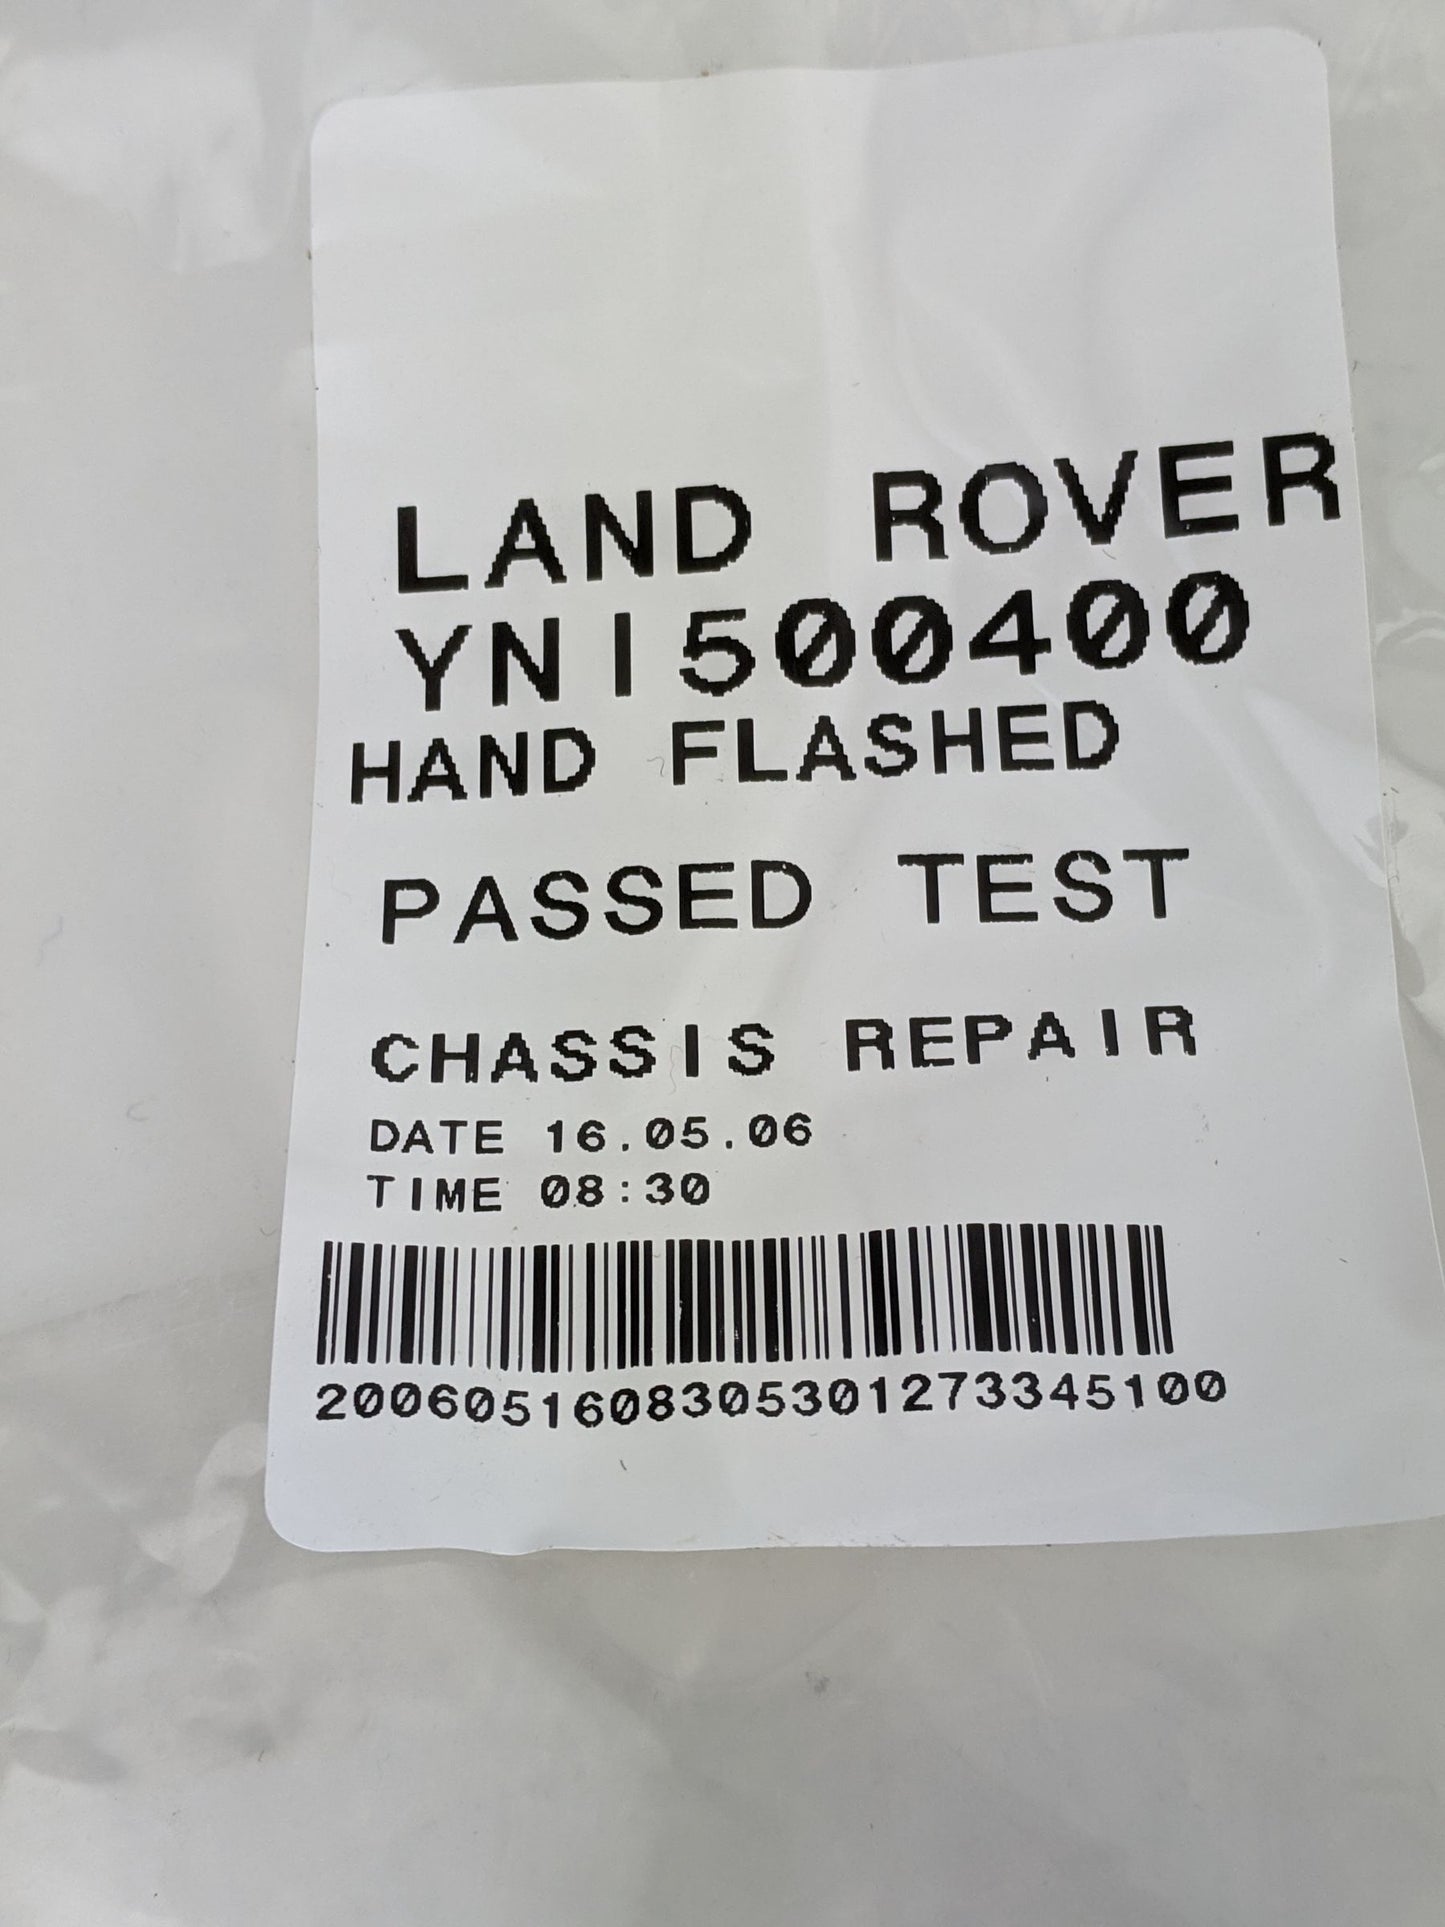 LAND ROVER
YNI500400
HAND FLASHED
PASSED TEST
CHASSIS REPAIR
DATE 16.05.06
TIME 08:30
2006051608305301273345100